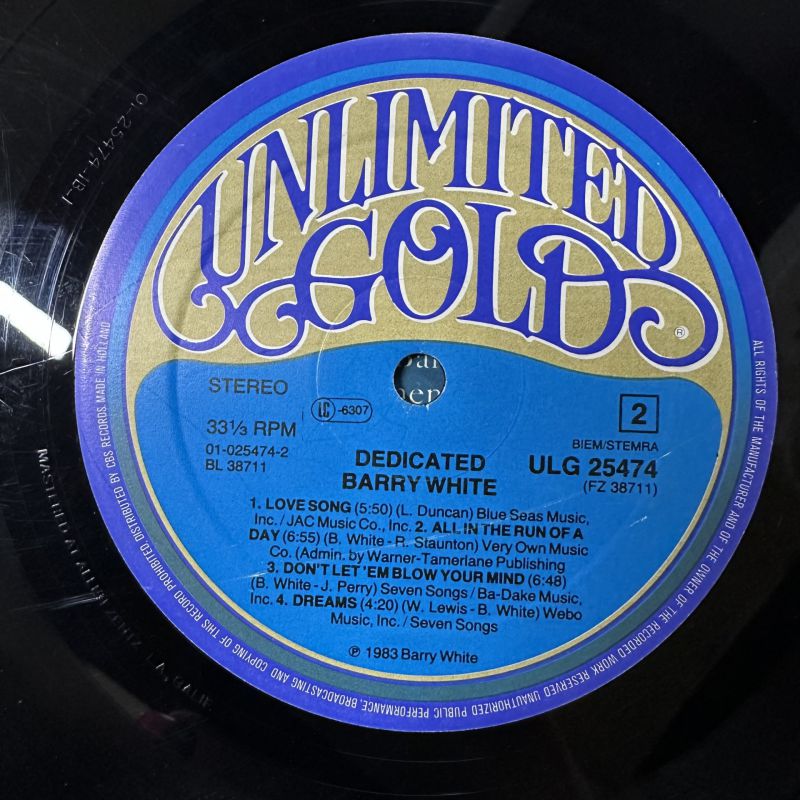 UNLIMITED
GOLD
®
STEREO
LC -6307
2
33⅓ RPM
BIEM/STEMRA
01-025474-2
BL 38711
DEDICATED
BARRY WHITE
ULG 25474
(FZ 38711)
1. LOVE SONG (5:50) (L. Duncan) Blue Seas Music,
Inc./JAC Music Co., Inc. 2. ALL IN THE RUN OF A
DAY (6:55) (B. White - R. Staunton) Very Own Music
Co. (Admin. by Warner-Tamerlane Publishing
3. DON'T LET 'EM BLOW YOUR MIND (6:48)
(B. White - J. Perry) Seven Songs / Ba-Dake Music,
Inc. 4. DREAMS (4:20) (W. Lewis - B. White) Webo
Music, Inc./Seven Songs
℗ 1983 Barry White
ALL RIGHTS OF THE MANUFACTURER AND OF THE OWNER OF THE RECORDED WORK RESERVED UNAUTHORIZED PUBLIC PERFORMANCE, BROADCASTING AND COPYING OF THIS RECORD PROHIBITED. DISTRIBUTED BY CBS RECORDS. MADE IN HOLLAND
MASTERED AT ALLEN ZENTZ L.A. CALIF